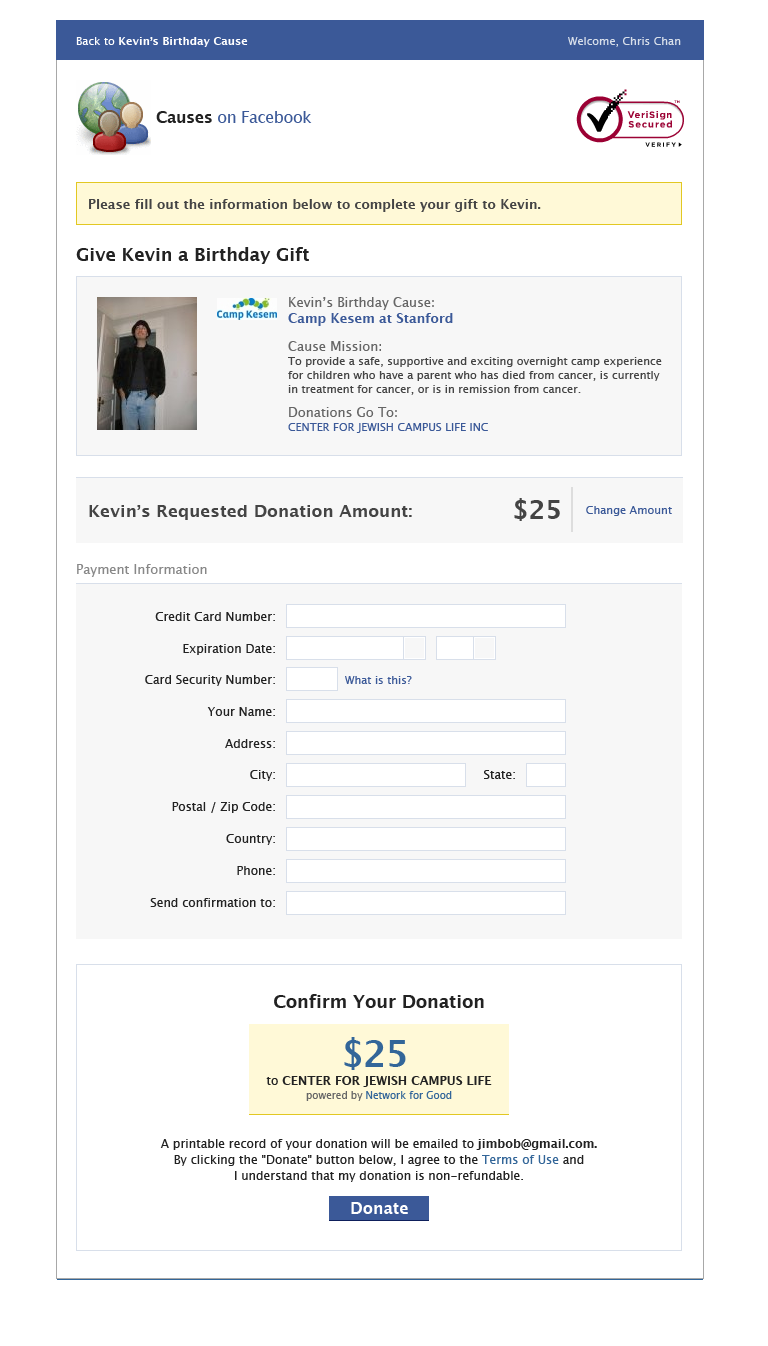 Back to Kevin's Birthday Cause
Welcome, Chris Chan
Causes on Facebook
VeriSign
Secured
™
VERIFY
Please fill out the information below to complete your gift to Kevin.
Give Kevin a Birthday Gift
Camp Kesem
Kevin's Birthday Cause:
Camp Kesem at Stanford
Cause Mission:
To provide a safe, supportive and exciting overnight camp experience
for children who have a parent who has died from cancer, is currently
in treatment for cancer, or is in remission from cancer.
Donations Go To:
CENTER FOR JEWISH CAMPUS LIFE INC
Kevin's Requested Donation Amount:
$25
Change Amount
Payment Information
Credit Card Number:
Expiration Date:
Card Security Number:
What is this?
Your Name:
Address:
City:
State:
Postal / Zip Code:
Country:
Phone:
Send confirmation to:
Confirm Your Donation
$25
to CENTER FOR JEWISH CAMPUS LIFE
powered by Network for Good
A printable record of your donation will be emailed to jimbob@gmail.com.
By clicking the "Donate" button below, I agree to the Terms of Use and
I understand that my donation is non-refundable.
Donate